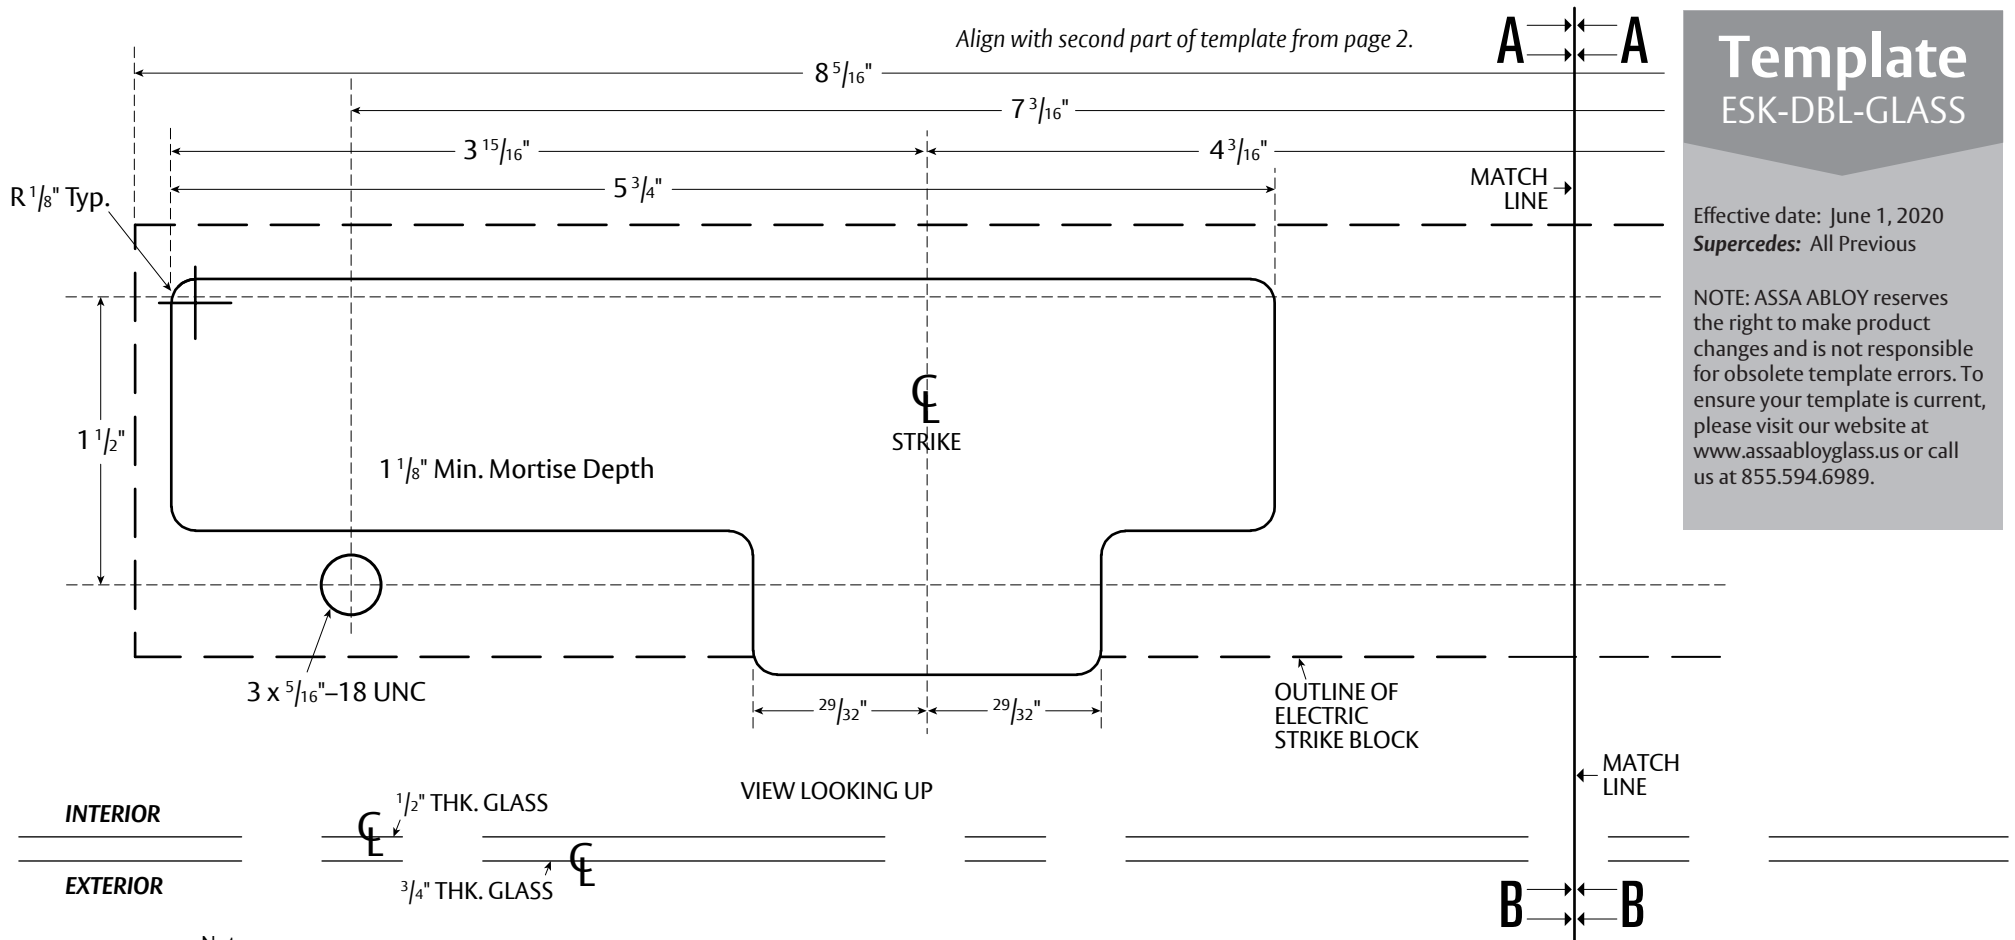 Align with second part of template from page 2.
A A
8 5/16"
7 3/16"
3 15/16"
4 3/16"
5 3/4"
MATCH
LINE
R 1/8" Typ.
1 1/2"
CL
STRIKE
1 1/8" Min. Mortise Depth
3 x 5/16"–18 UNC
29/32" 29/32"
OUTLINE OF
ELECTRIC
STRIKE BLOCK
MATCH
LINE
VIEW LOOKING UP
INTERIOR
CL
1/2" THK. GLASS
CL
3/4" THK. GLASS
EXTERIOR
B B
Template
ESK-DBL-GLASS
Effective date: June 1, 2020
Supercedes: All Previous
NOTE: ASSA ABLOY reserves
the right to make product
changes and is not responsible
for obsolete template errors. To
ensure your template is current,
please visit our website at
www.assaabloyglass.us or call
us at 855.594.6989.